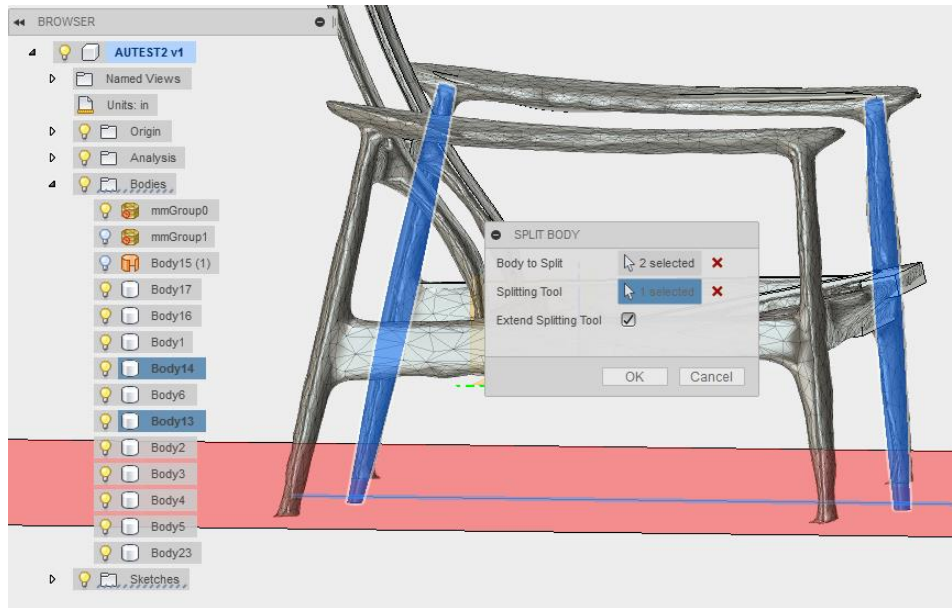 BROWSER
AUTEST2 v1
Named Views
Units: in
Origin
Analysis
Bodies
mmGroup0
mmGroup1
Body15 (1)
Body17
Body16
Body1
Body14
Body6
Body13
Body2
Body3
Body4
Body5
Body23
Sketches
SPLIT BODY
Body to Split 2 selected
Splitting Tool 1 selected
Extend Splitting Tool
OK Cancel